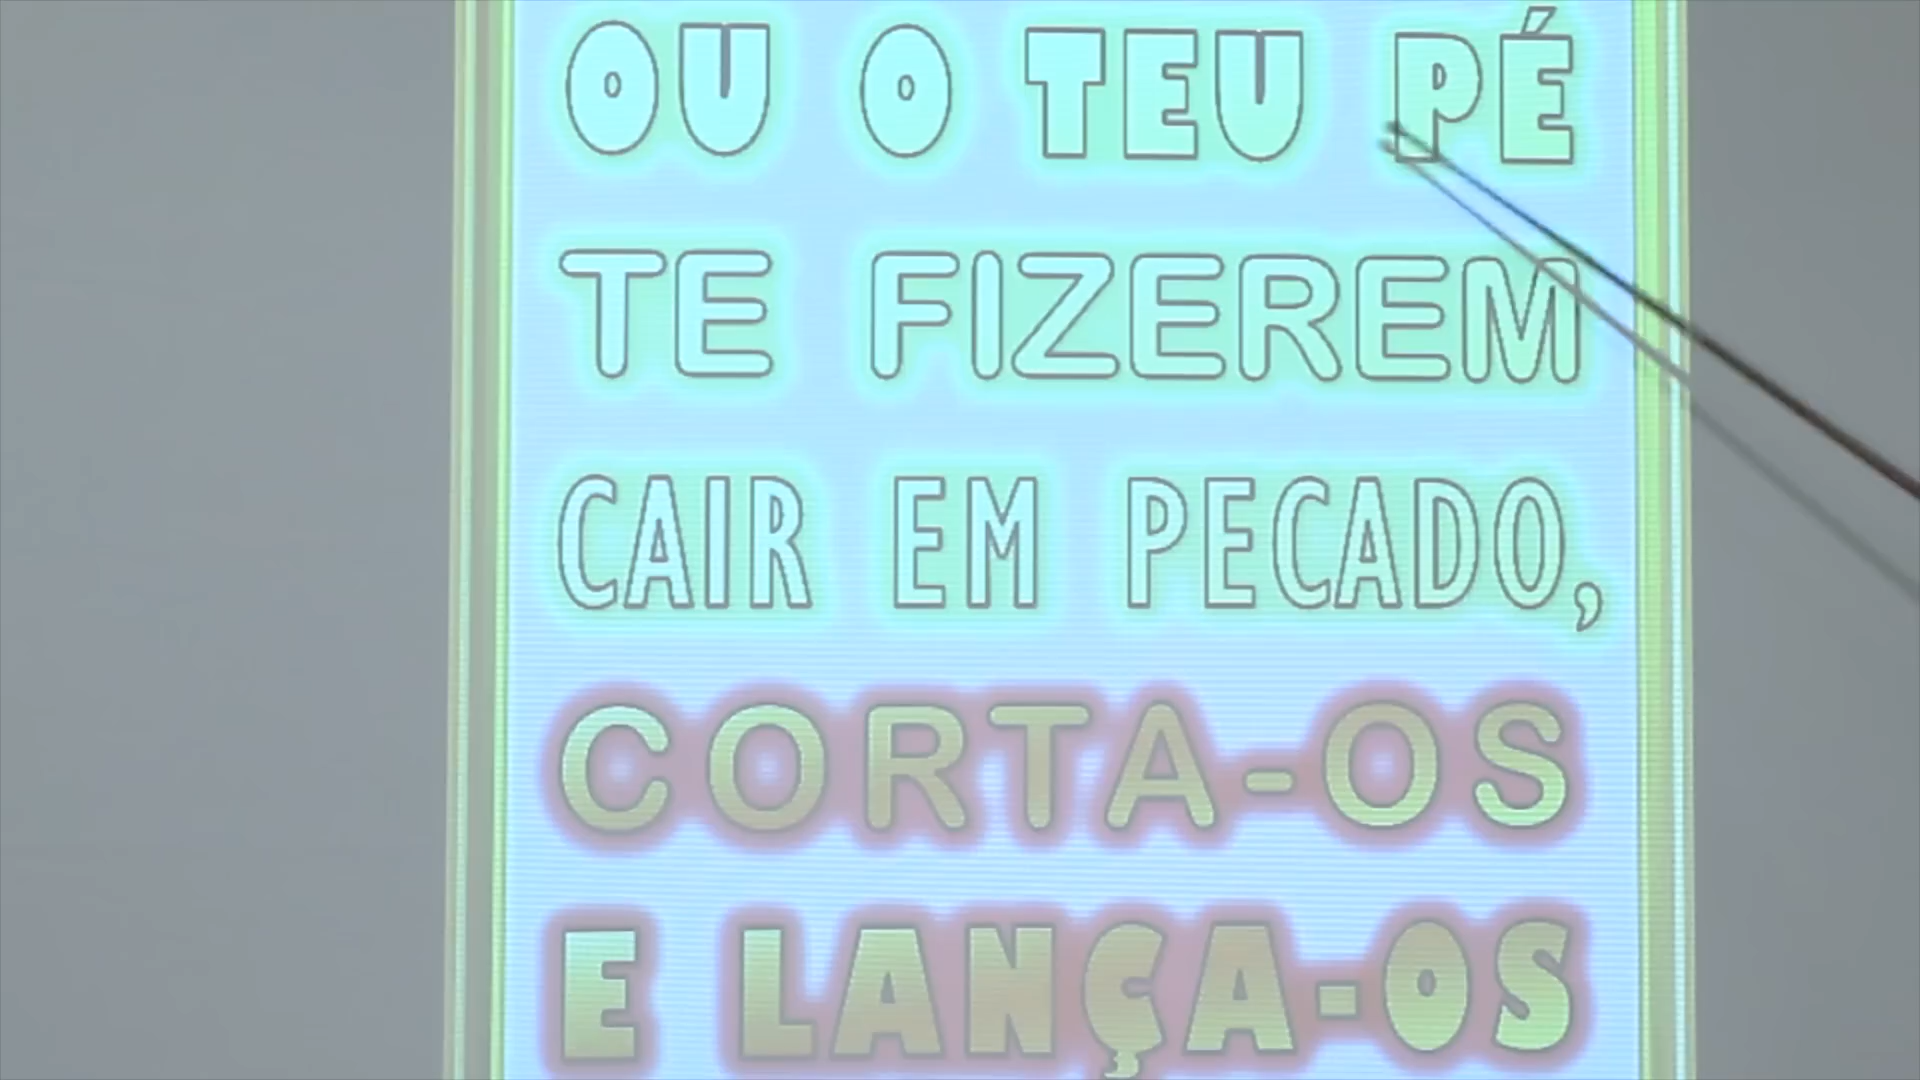 OU O TEU PÉ
TE FIZEREM
CAIR EM PECADO,
CORTA-OS
E LANÇA-OS